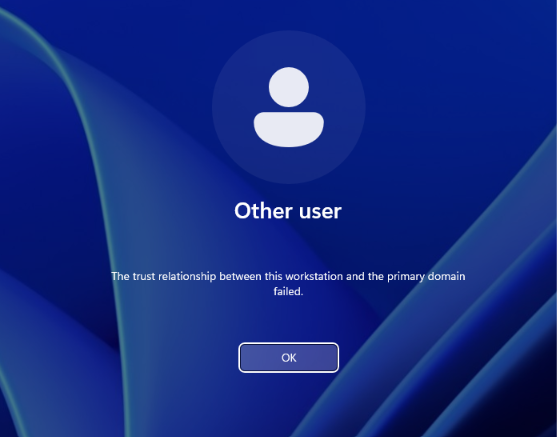 Other user
The trust relationship between this workstation and the primary domain
failed.
OK